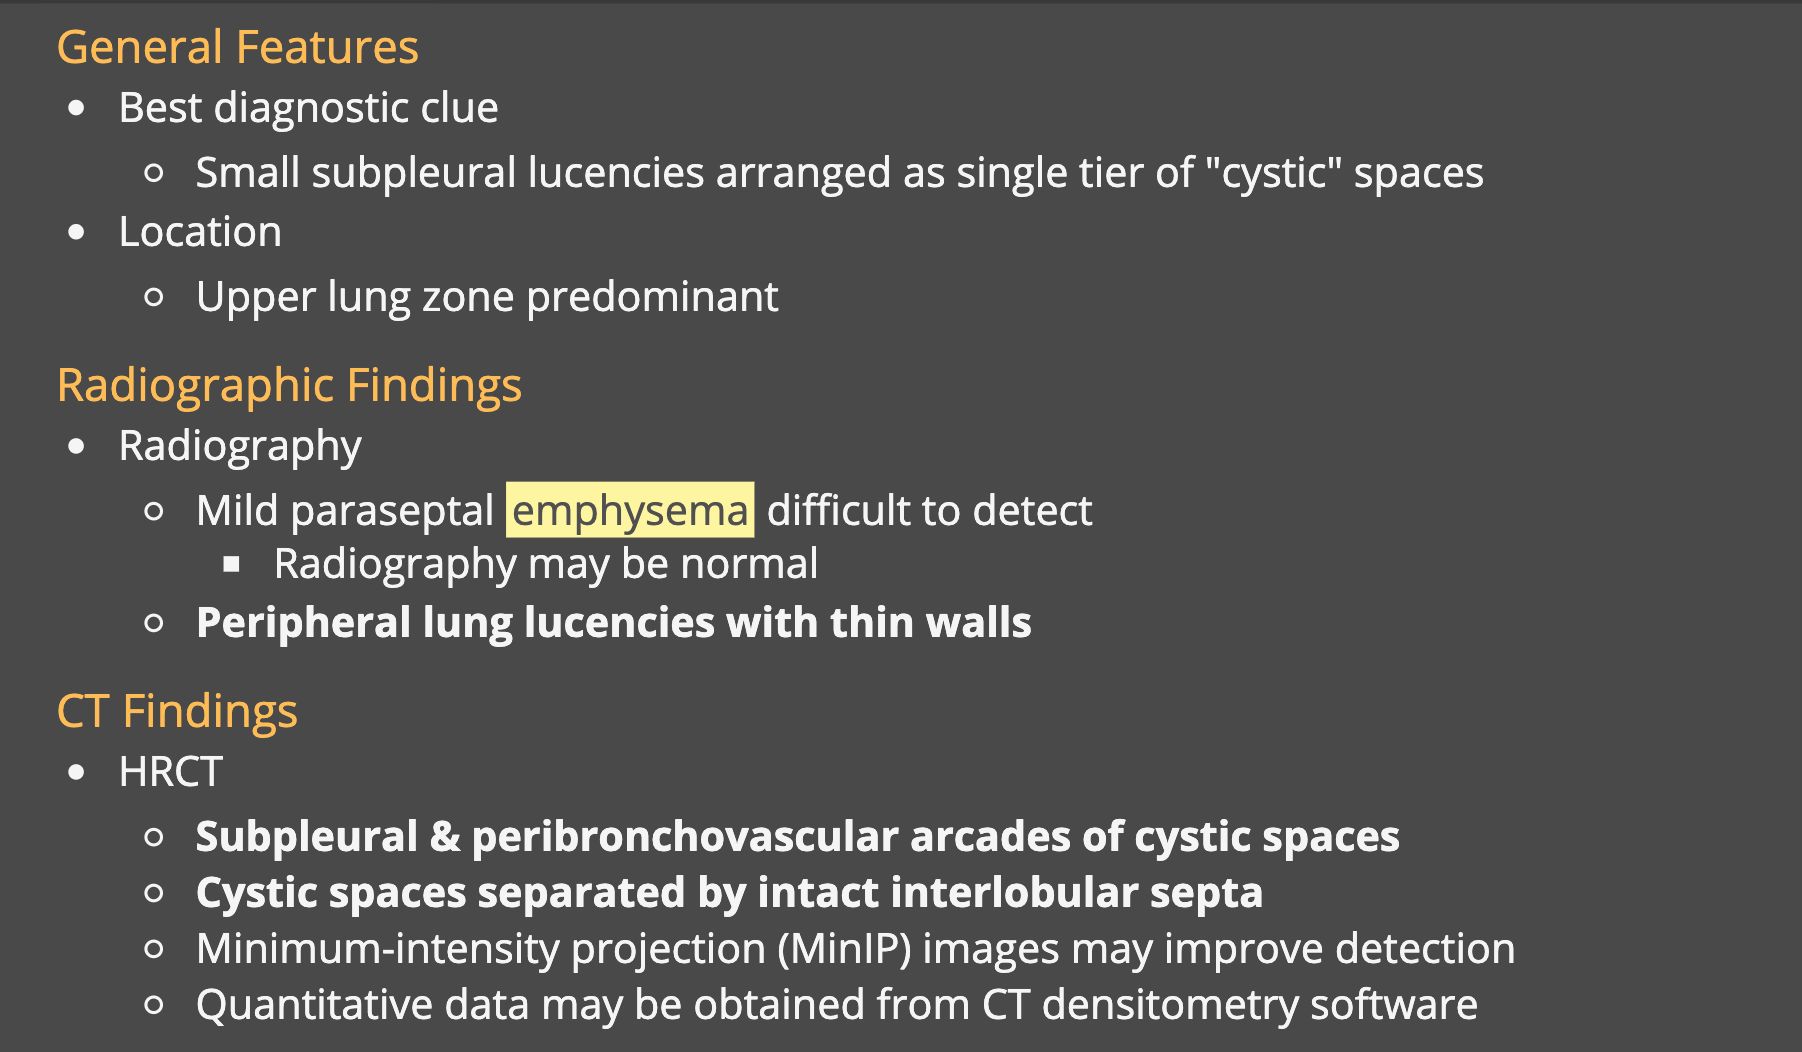 General Features
• Best diagnostic clue
○ Small subpleural lucencies arranged as single tier of "cystic" spaces
• Location
○ Upper lung zone predominant
Radiographic Findings
• Radiography
○ Mild paraseptal emphysema difficult to detect
▪ Radiography may be normal
○ Peripheral lung lucencies with thin walls
CT Findings
• HRCT
○ Subpleural & peribronchovascular arcades of cystic spaces
○ Cystic spaces separated by intact interlobular septa
○ Minimum-intensity projection (MinIP) images may improve detection
○ Quantitative data may be obtained from CT densitometry software